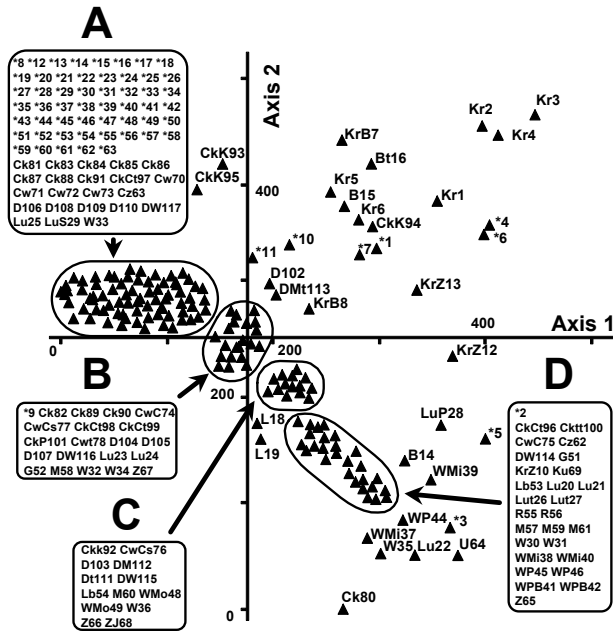 A
*8 *12 *13 *14 *15 *16 *17 *18
*19 *20 *21 *22 *23 *24 *25 *26
*27 *28 *29 *30 *31 *32 *33 *34
*35 *36 *37 *38 *39 *40 *41 *42
*43 *44 *45 *46 *47 *48 *49 *50
*51 *52 *53 *54 *55 *56 *57 *58
*59 *60 *61 *62 *63
Ck81 Ck83 Ck84 Ck85 Ck86
Ck87 Ck88 Ck91 CkCt97 Cw70
Cw71 Cw72 Cw73 Cz63
D106 D108 D109 D110 DW117
Lu25 LuS29 W33
Axis 2
Kr3
Kr2
Kr4
KrB7
CkK93
Bt16
CkK95
400
Kr5
B15
Kr1
Kr6
CkK94
*4
*6
*10
*1
*7
*11
D102
DMt113
KrZ13
KrB8
Axis 1
0
200
400
KrZ12
B
*9 Ck82 Ck89 Ck90 CwC74
CwCs77 CkCt98 CkCt99
CkP101 Cwt78 D104 D105
D107 DW116 Lu23 Lu24
G52 M58 W32 W34 Z67
200
L18
L19
LuP28
*5
B14
WMi39
WP44
*3
WMi37
W35
Lu22
U64
Ck80
0
C
Ckk92 CwCs76
D103 DM112
Dt111 DW115
Lb54 M60 WMo48
WMo49 W36
Z66 ZJ68
D
*2
CkCt96 Cktt100
CwC75 Cz62
DW114 G51
KrZ10 Ku69
Lb53 Lu20 Lu21
Lut26 Lut27
R55 R56
M57 M59 M61
W30 W31
WMi38 WMi40
WP45 WP46
WPB41 WPB42
Z65